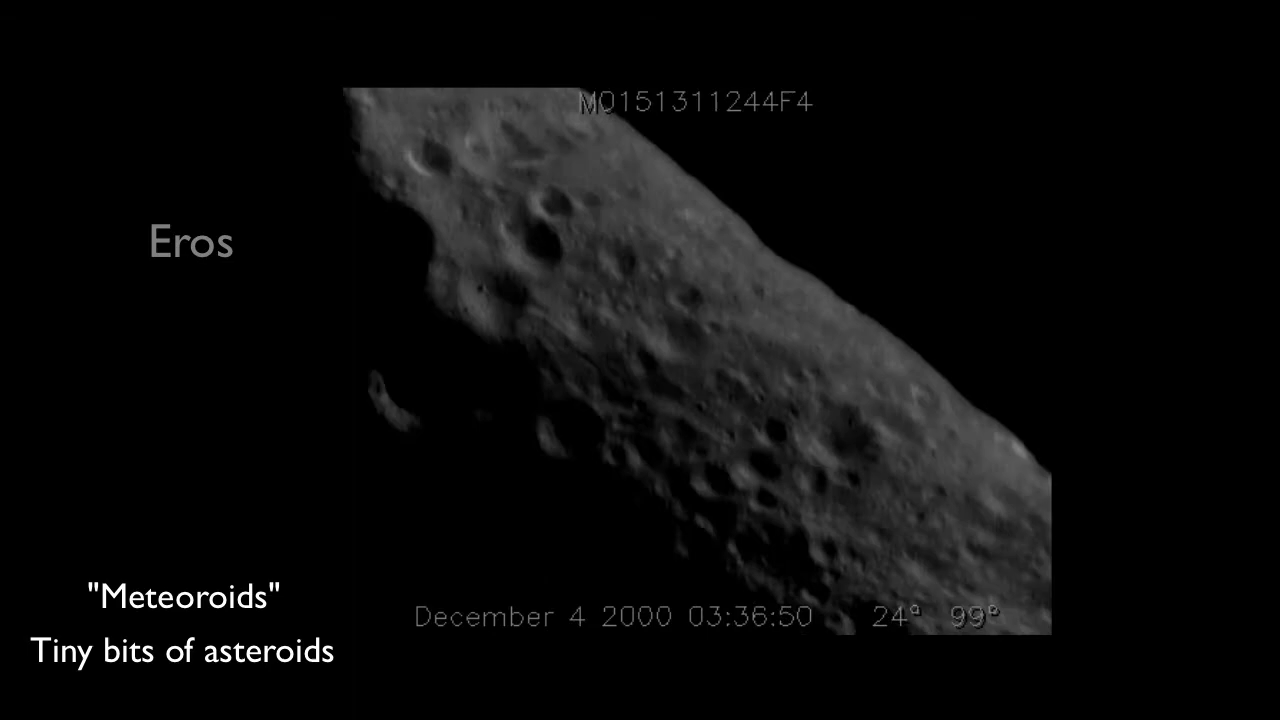 M0151311244F4
Eros
"Meteoroids"
Tiny bits of asteroids
December 4 2000 03:36:50 24° 99°